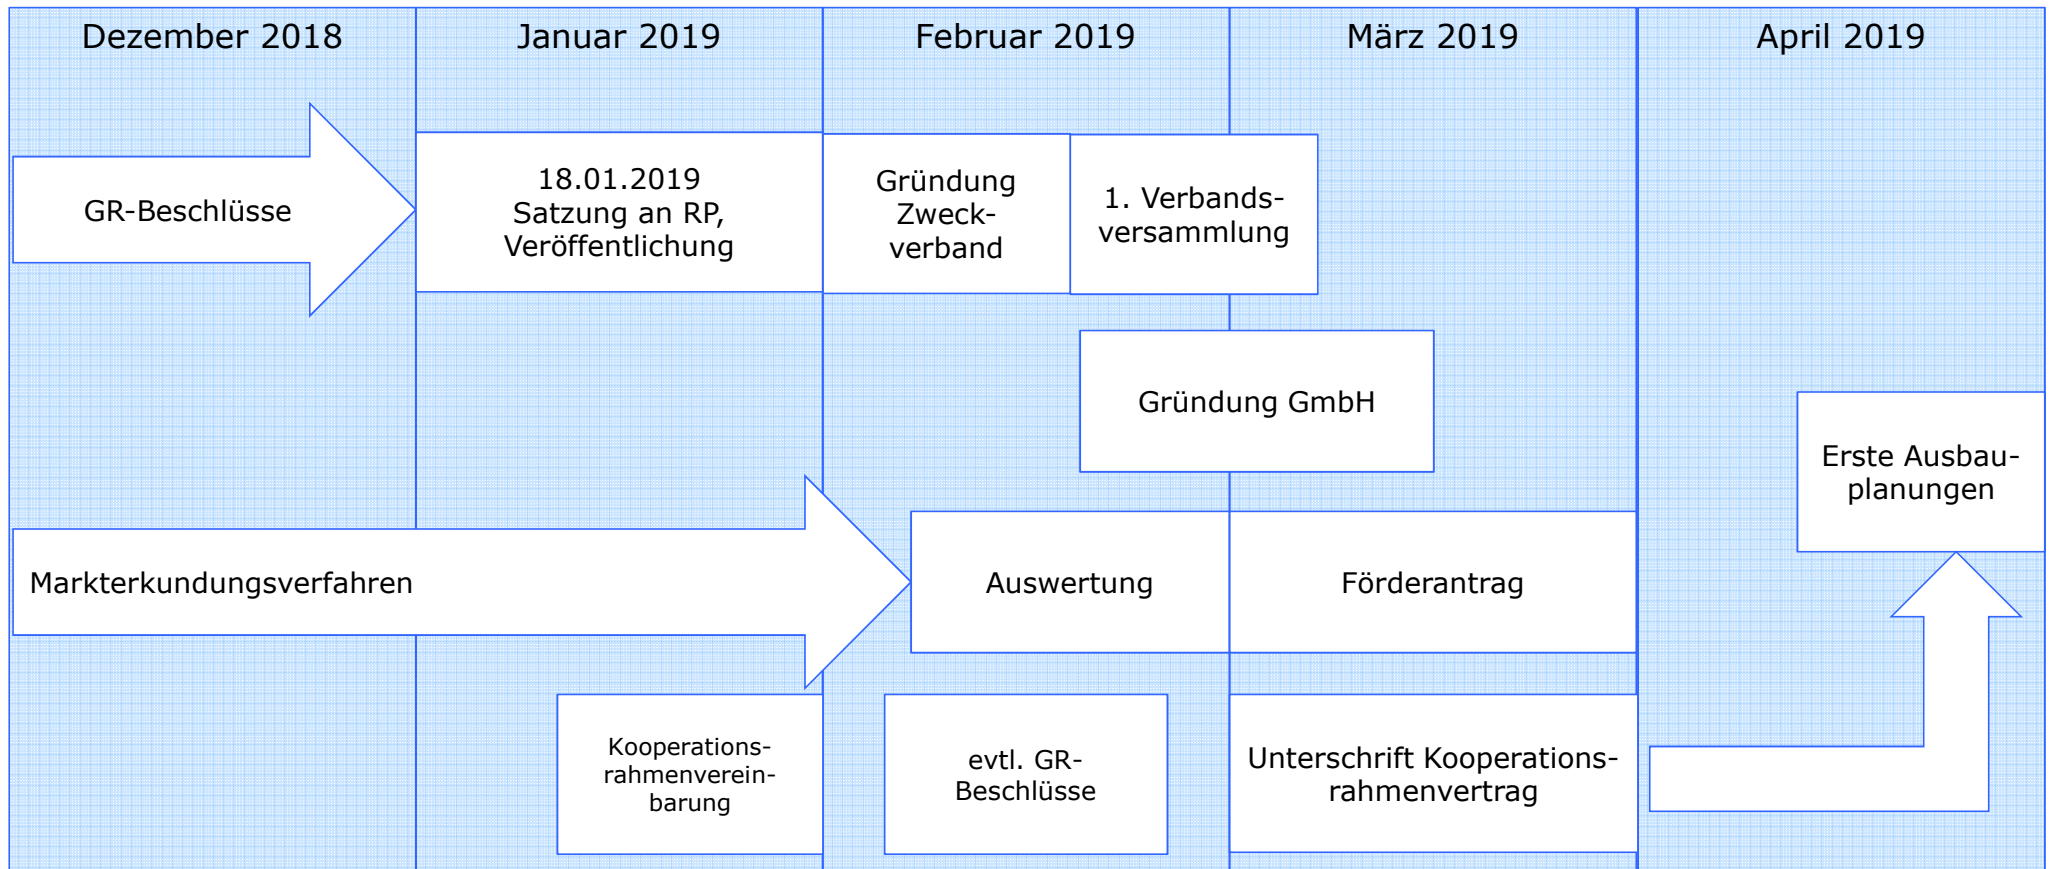 Dezember 2018
Januar 2019
Februar 2019
März 2019
April 2019
GR-Beschlüsse
18.01.2019
Satzung an RP,
Veröffentlichung
Gründung
Zweck-
verband
1. Verbands-
versammlung
Gründung GmbH
Erste Ausbau-
planungen
Markterkundungsverfahren
Auswertung
Förderantrag
Kooperations-
rahmenverein-
barung
evtl. GR-
Beschlüsse
Unterschrift Kooperations-
rahmenvertrag